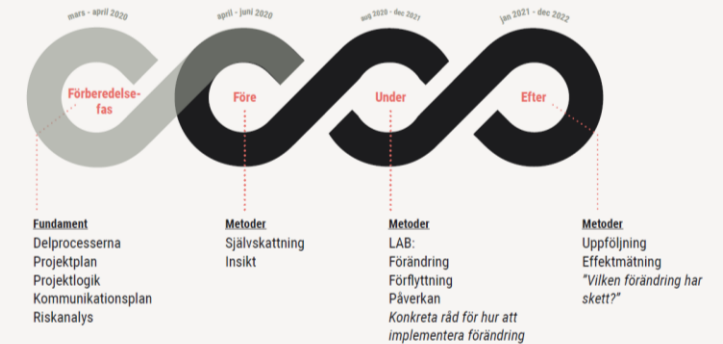 mars - april 2020
april - juni 2020
aug 2020 - dec 2021
jan 2021 - dec 2022
Förberedelse-
fas
Före
Under
Efter
Fundament
Delprocesserna
Projektplan
Projektlogik
Kommunikationsplan
Riskanalys
Metoder
Självskattning
Insikt
Metoder
LAB:
Förändring
Förflyttning
Påverkan
Konkreta råd för hur att
implementera förändring
Metoder
Uppföljning
Effektmätning
”Vilken förändring har
skett?”